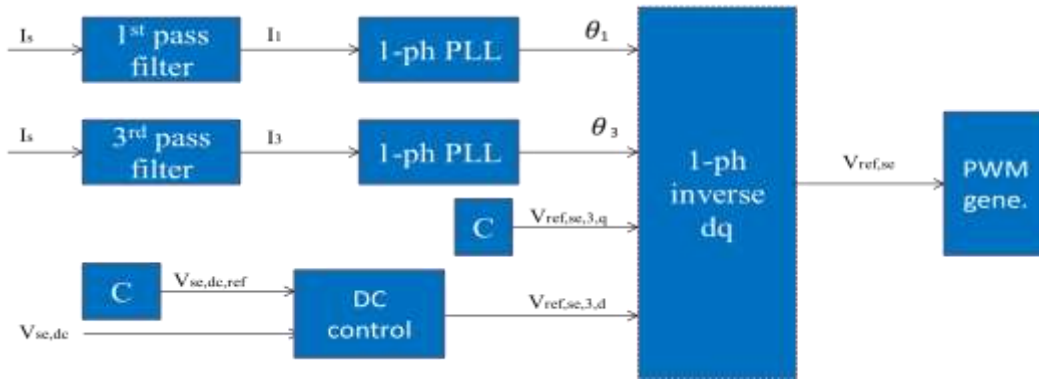 Is
1st pass filter
I1
1-ph PLL
θ1
Is
3rd pass filter
I3
1-ph PLL
θ3
1-ph inverse dq
Vref,se
PWM gene.
C
Vref,se,3,q
C
Vse,dc,ref
DC control
Vref,se,3,d
Vse,dc